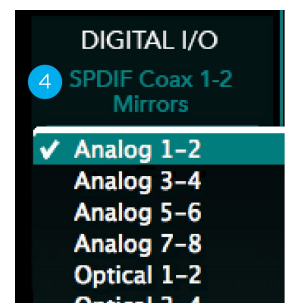 DIGITAL I/O
4 SPDIF Coax 1-2
Mirrors
✓ Analog 1–2
Analog 3–4
Analog 5–6
Analog 7–8
Optical 1–2